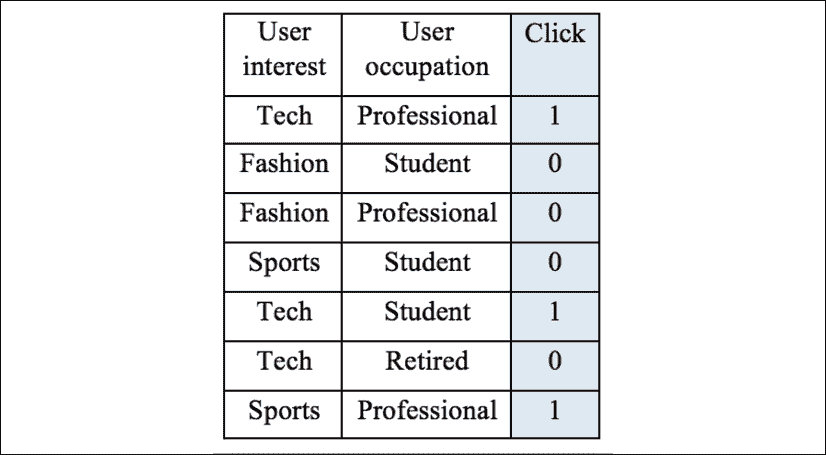 User interest User occupation Click
Tech Professional 1
Fashion Student 0
Fashion Professional 0
Sports Student 0
Tech Student 1
Tech Retired 0
Sports Professional 1